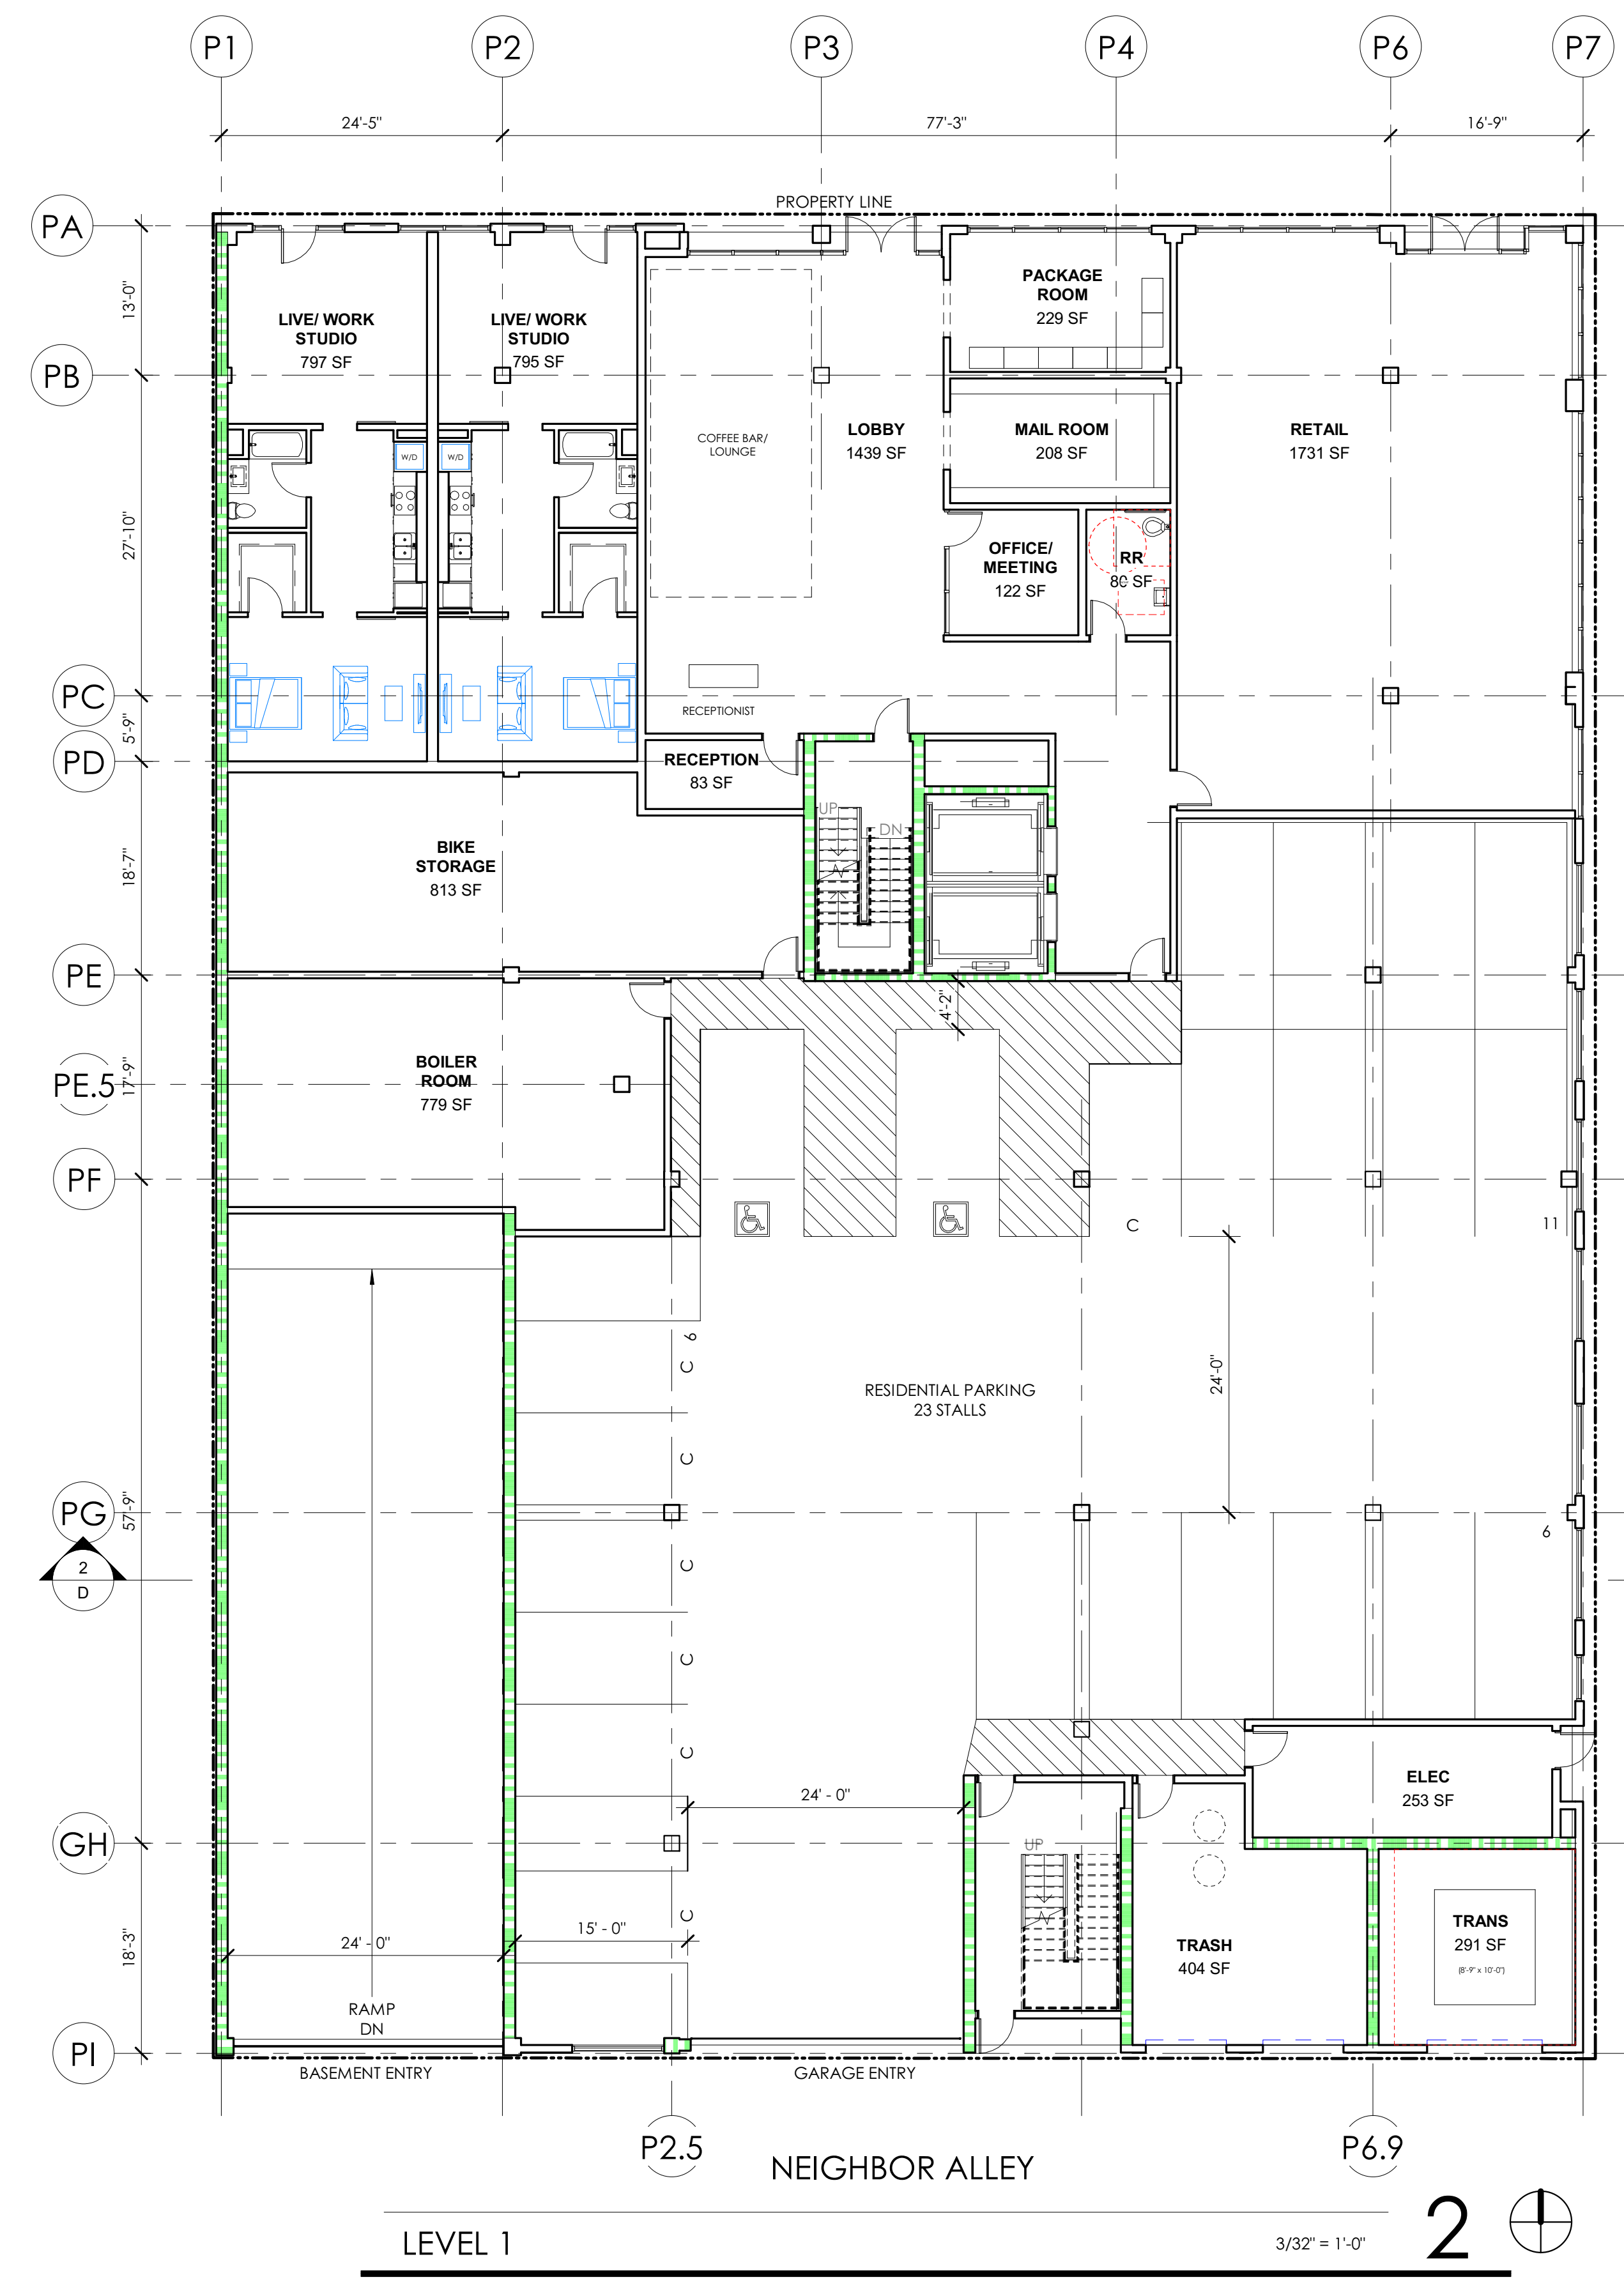 P1 P2 P3 P4 P6 P7
24'-5" 77'-3" 16'-9"
PROPERTY LINE
PA
13'-0"
PB
27'-10"
PC
5'-9"
PD
18'-7"
PE
PE.5
17'-9"
PF
PG
57'-9"
2
D
GH
18'-3"
PI
LIVE/ WORK
STUDIO
797 SF
LIVE/ WORK
STUDIO
795 SF
W/D
W/D
COFFEE BAR/
LOUNGE
LOBBY
1439 SF
PACKAGE
ROOM
229 SF
MAIL ROOM
208 SF
RETAIL
1731 SF
OFFICE/
MEETING
122 SF
RR
80 SF
RECEPTIONIST
RECEPTION
83 SF
UP
DN
BIKE
STORAGE
813 SF
4'-2"
BOILER
ROOM
779 SF
C
11
6
C
24'-0"
RESIDENTIAL PARKING
23 STALLS
C
6
C
C
C
24' - 0"
UP
ELEC
253 SF
C
15' - 0"
24' - 0"
TRASH
404 SF
TRANS
291 SF
(8'-9" x 10'-0")
RAMP
DN
BASEMENT ENTRY
GARAGE ENTRY
P2.5
P6.9
NEIGHBOR ALLEY
LEVEL 1
3/32" = 1'-0"
2